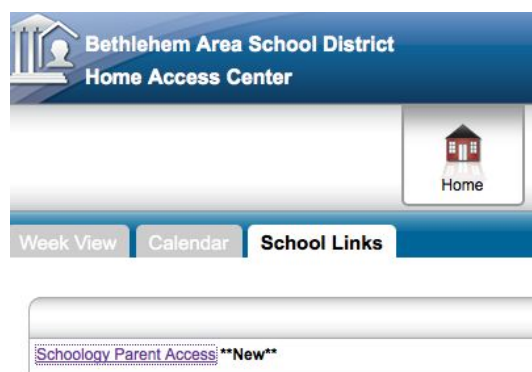 Bethlehem Area School District
Home Access Center
Home
Week View
Calendar
School Links
Schoology Parent Access **New**